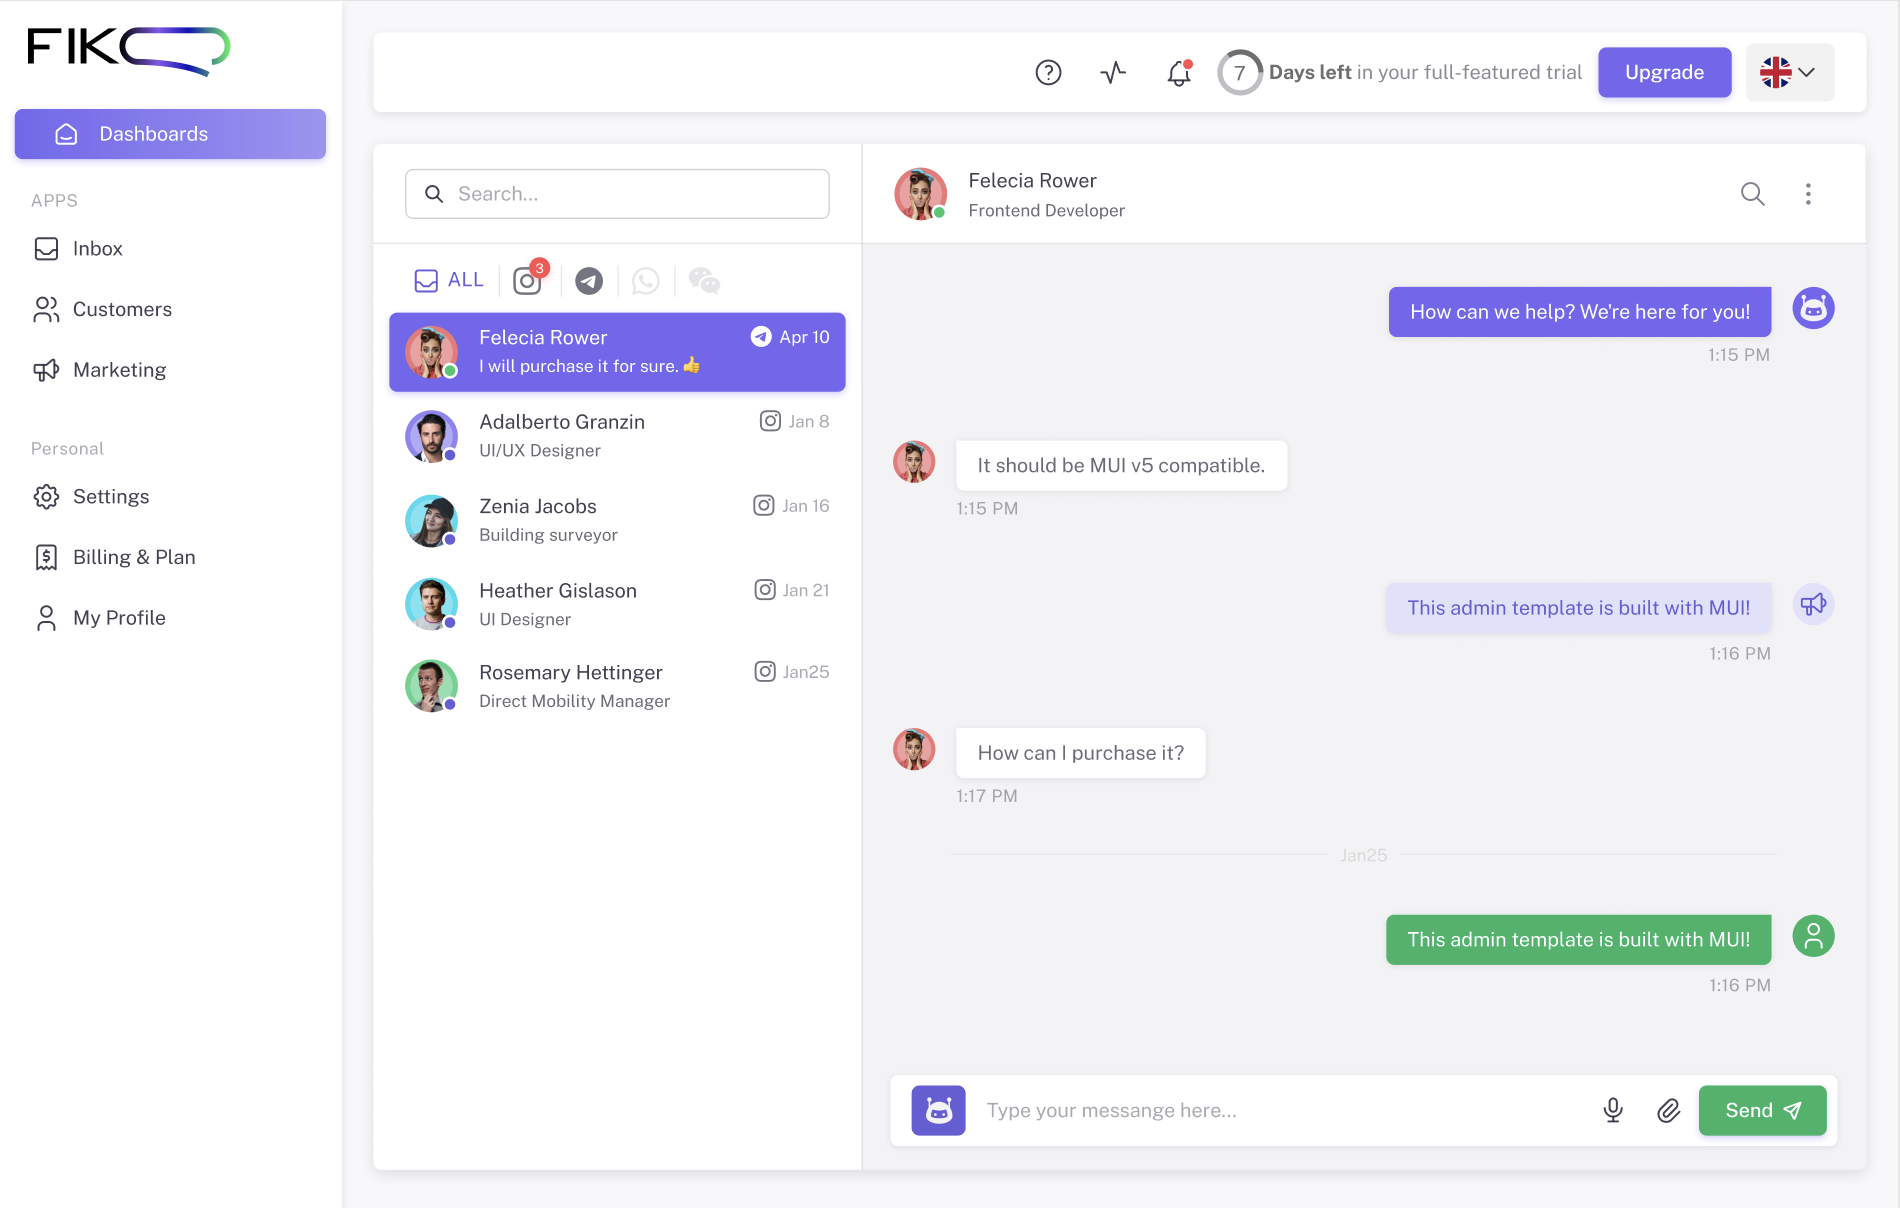 FIKO
Dashboards
APPS
Inbox
Customers
Marketing
Personal
Settings
Billing & Plan
My Profile
7 Days left in your full-featured trial
Upgrade
Search...
ALL
3
Felecia Rower
Apr 10
I will purchase it for sure. 👍
Adalberto Granzin
Jan 8
UI/UX Designer
Zenia Jacobs
Jan 16
Building surveyor
Heather Gislason
Jan 21
UI Designer
Rosemary Hettinger
Jan25
Direct Mobility Manager
Felecia Rower
Frontend Developer
How can we help? We're here for you!
1:15 PM
It should be MUI v5 compatible.
1:15 PM
This admin template is built with MUI!
1:16 PM
How can I purchase it?
1:17 PM
Jan25
This admin template is built with MUI!
1:16 PM
Type your messange here...
Send